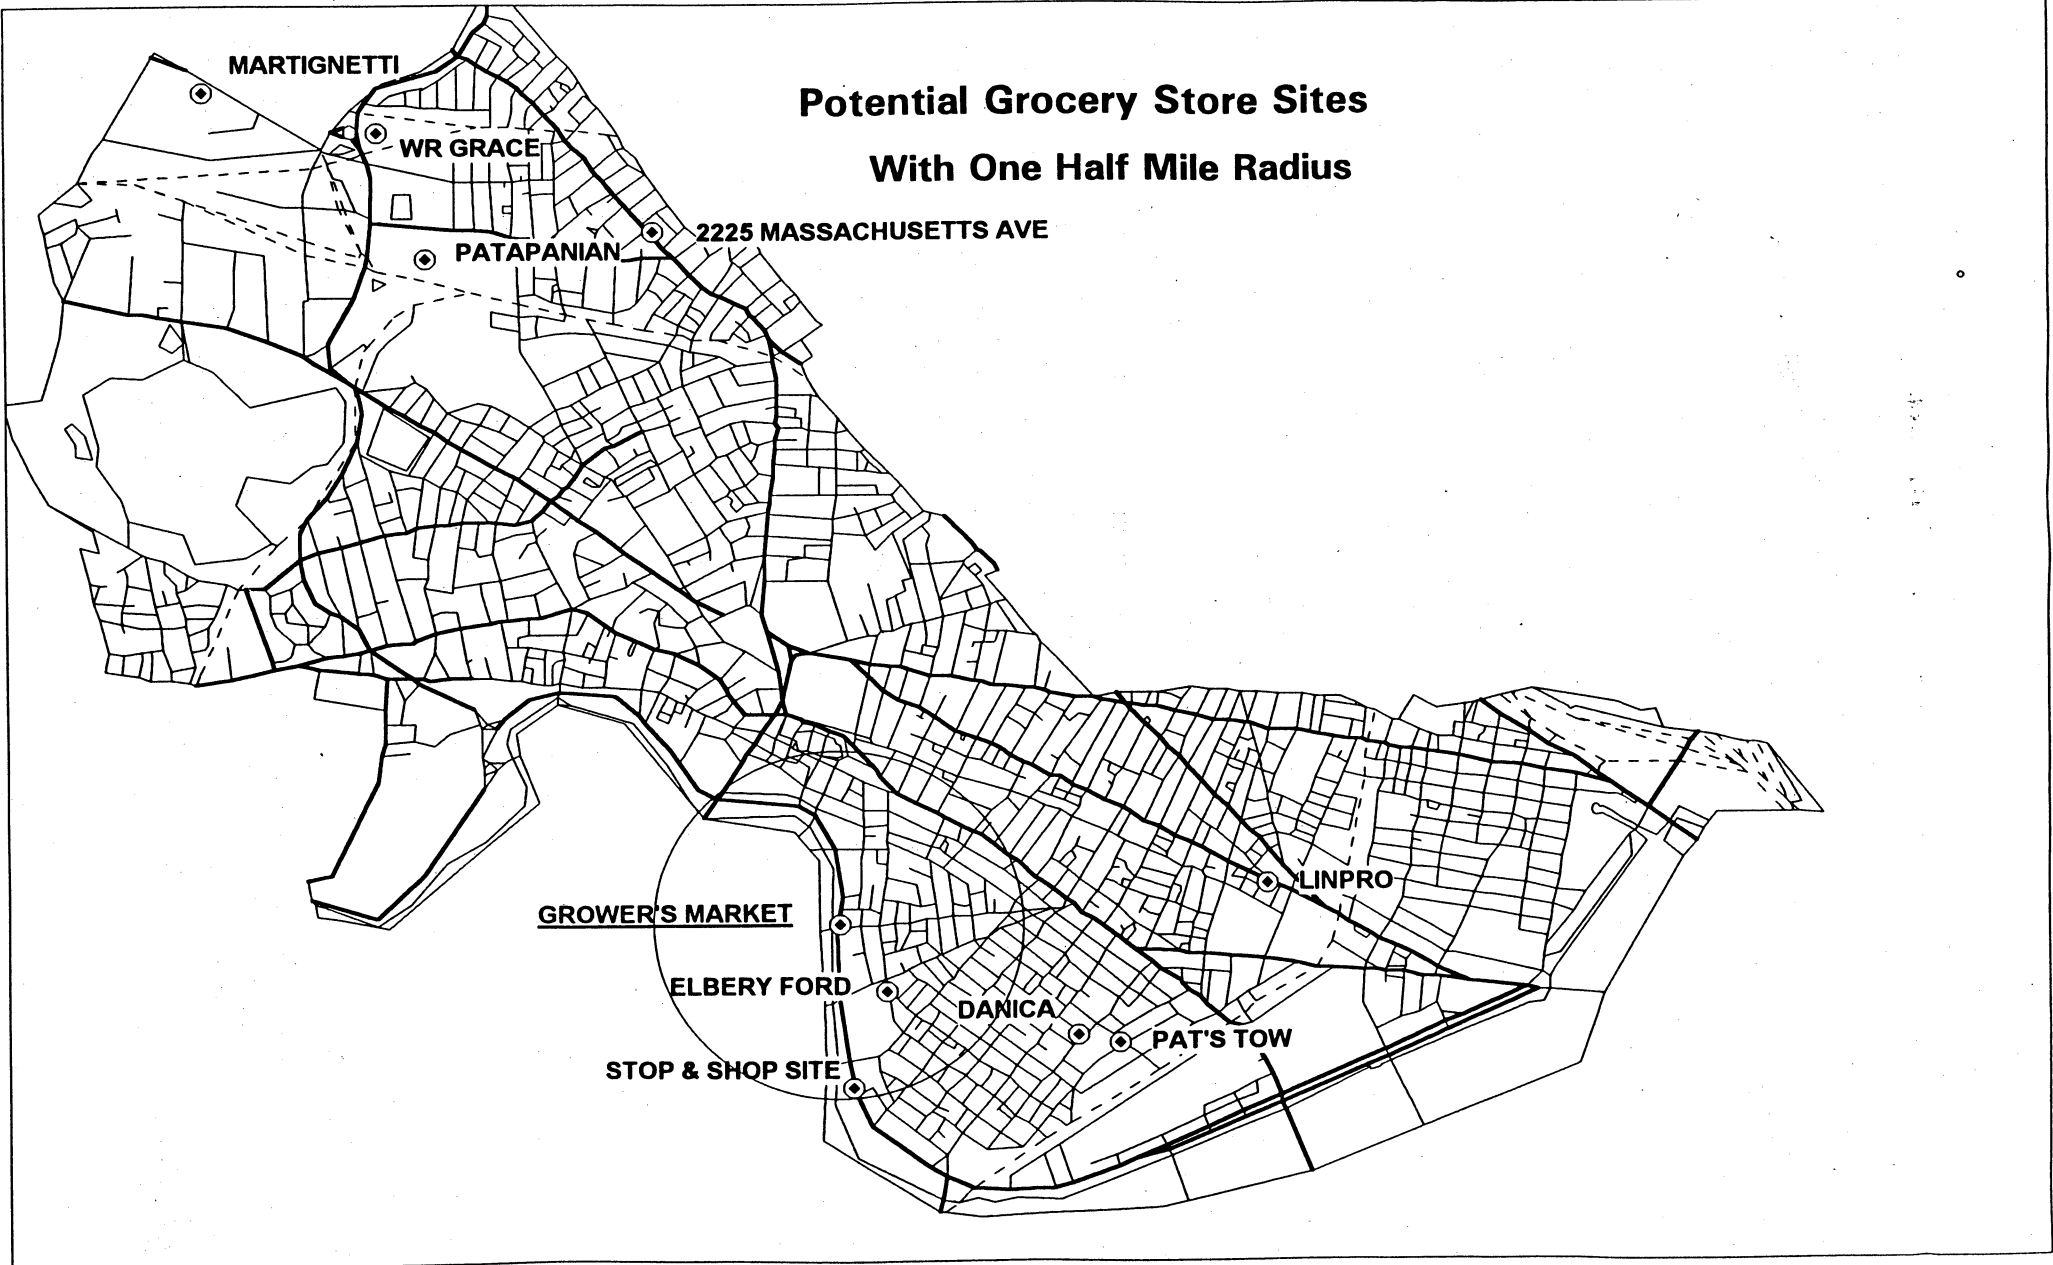 MARTIGNETTI
Potential Grocery Store Sites
WR GRACE
With One Half Mile Radius
2225 MASSACHUSETTS AVE
PATAPANIAN
LINPRO
GROWER'S MARKET
ELBERY FORD
DANICA
PAT'S TOW
STOP & SHOP SITE